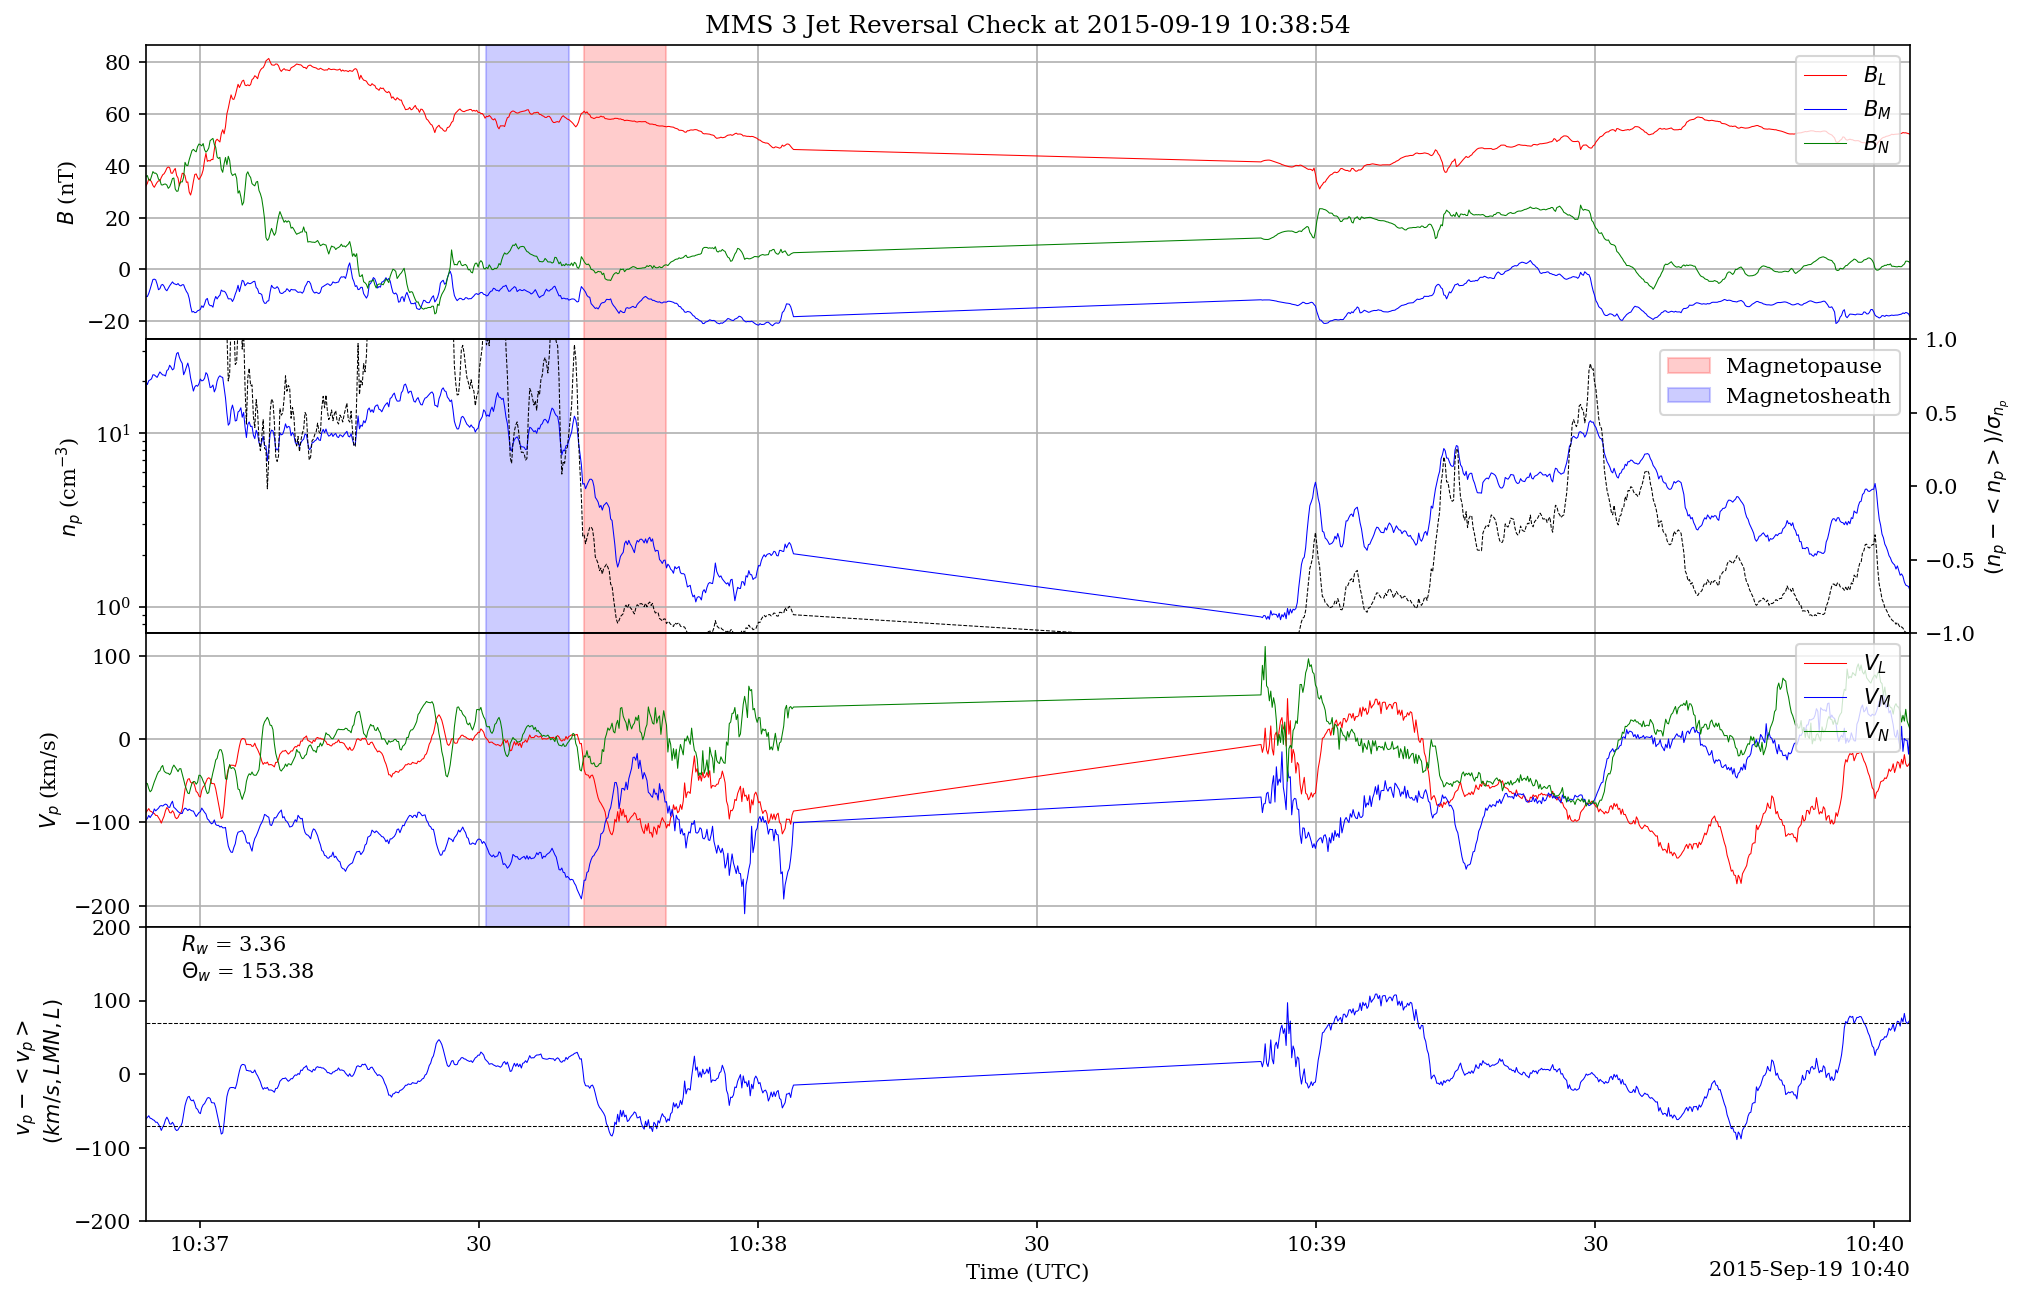 MMS 3 Jet Reversal Check at 2015-09-19 10:38:54
80
60
40
20
0
−20
B (nT)
B_L
B_M
B_N
10^1
10^0
n_p (cm^−3)
Magnetopause
Magnetosheath
1.0
0.5
0.0
−0.5
−1.0
(n_p − < n_p >)/σ_{n_p}
100
0
−100
−200
V_p (km/s)
V_L
V_M
V_N
200
100
0
−100
−200
v_p − < v_p >
(km/s, LMN, L)
R_w = 3.36
Θ_w = 153.38
10:37
30
10:38
30
10:39
30
10:40
Time (UTC)
2015-Sep-19 10:40